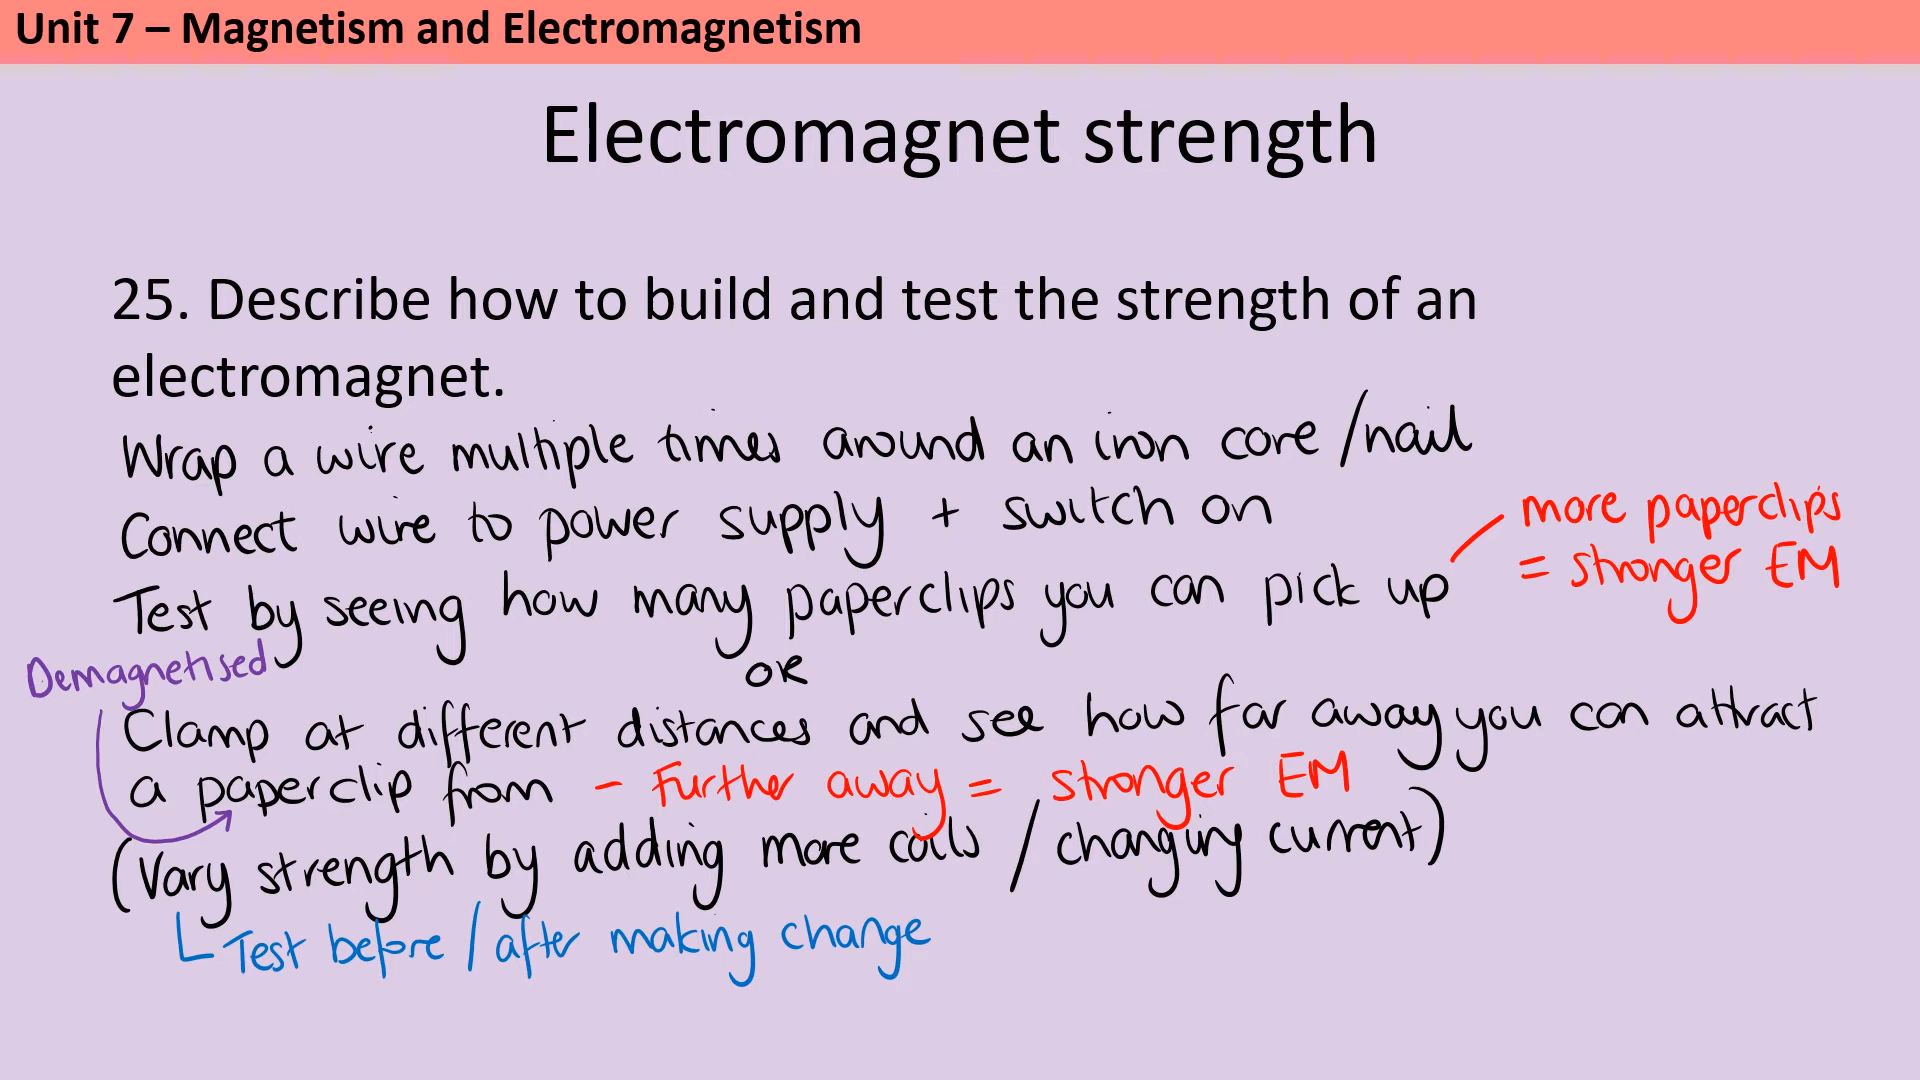 Unit 7 – Magnetism and Electromagnetism
Electromagnet strength
25. Describe how to build and test the strength of an
electromagnet.
Wrap a wire multiple times around an iron core/nail
Connect wire to power supply + switch on
more paperclips
= stronger EM
Test by seeing how many paperclips you can pick up
OR
Demagnetised
Clamp at different distances and see how far away you can attract
a paperclip from - Further away = stronger EM
(Vary strength by adding more coils / changing current)
Test before / after making change